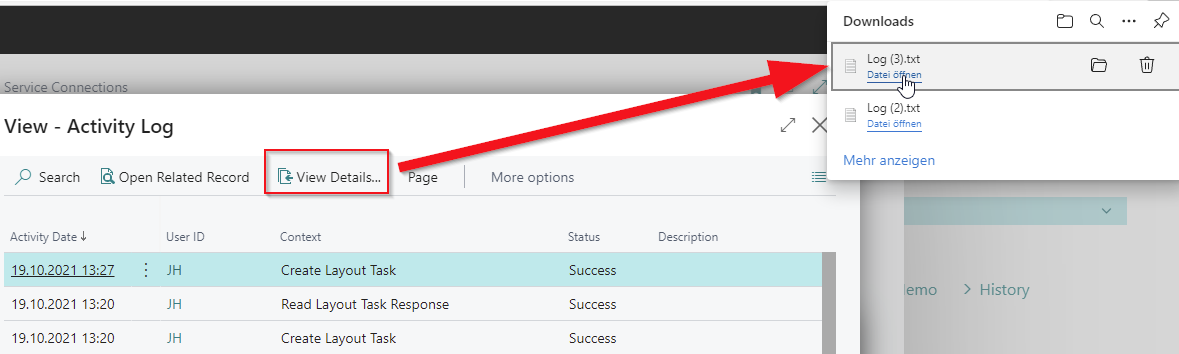 Downloads
Log (3).txt
Datei öffnen
Log (2).txt
Datei öffnen
Mehr anzeigen
Service Connections
View - Activity Log
Search Open Related Record View Details... Page More options
Activity Date ↓ User ID Context Status Description
19.10.2021 13:27 JH Create Layout Task Success
19.10.2021 13:20 JH Read Layout Task Response Success
19.10.2021 13:20 JH Create Layout Task Success
> History